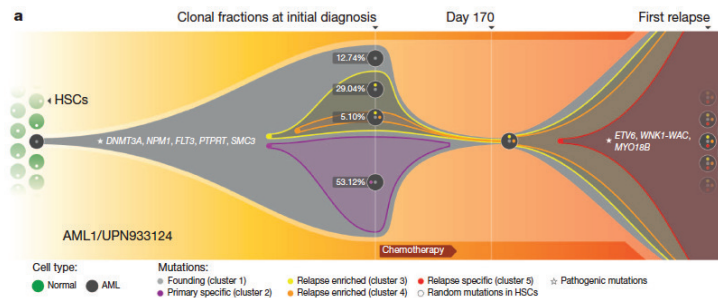 a
Clonal fractions at initial diagnosis
Day 170
First relapse
12.74%
HSCs
29.04%
5.10%
DNMT3A, NPM1, FLT3, PTPRT, SMC3
ETV6, WNK1-WAC,
MYO18B
53.12%
AML1/UPN933124
Chemotherapy
Cell type:
Normal
AML
Mutations:
Founding (cluster 1)
Primary specific (cluster 2)
Relapse enriched (cluster 3)
Relapse enriched (cluster 4)
Relapse specific (cluster 5)
Random mutations in HSCs
Pathogenic mutations